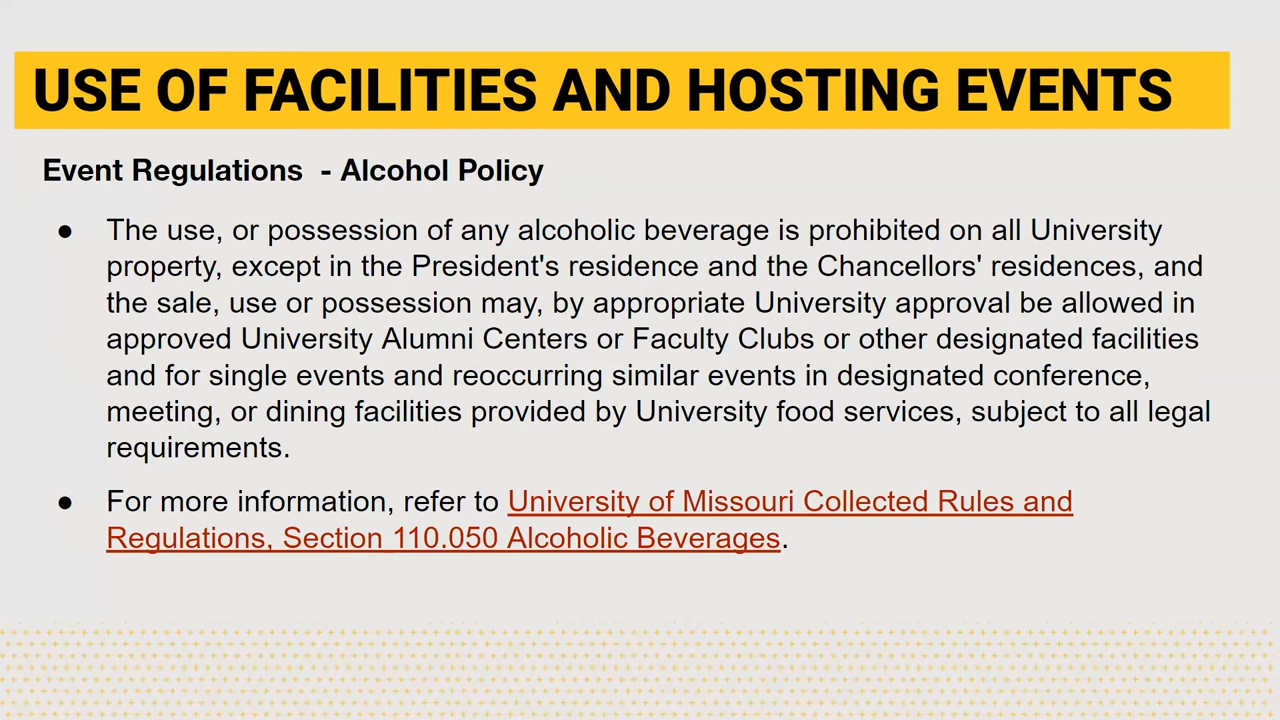 USE OF FACILITIES AND HOSTING EVENTS
Event Regulations - Alcohol Policy
● The use, or possession of any alcoholic beverage is prohibited on all University
property, except in the President's residence and the Chancellors' residences, and
the sale, use or possession may, by appropriate University approval be allowed in
approved University Alumni Centers or Faculty Clubs or other designated facilities
and for single events and reoccurring similar events in designated conference,
meeting, or dining facilities provided by University food services, subject to all legal
requirements.
● For more information, refer to University of Missouri Collected Rules and
Regulations, Section 110.050 Alcoholic Beverages.